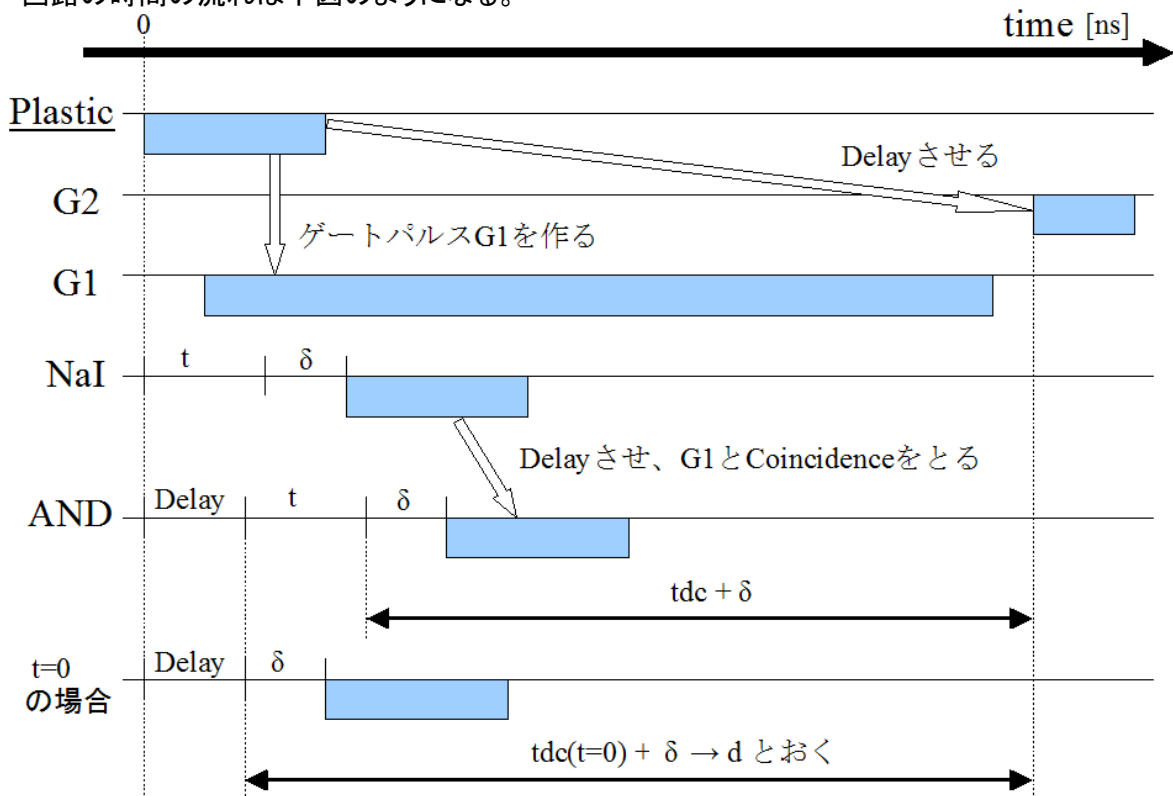 回路の時間の流れは下図のようになる。
0
time [ns]
Plastic
Delayさせる
G2
ゲートパルスG1を作る
G1
t
δ
NaI
Delayさせ、G1とCoincidenceをとる
Delay
t
δ
AND
tdc + δ
t=0
の場合
Delay
δ
tdc(t=0) + δ → d とおく